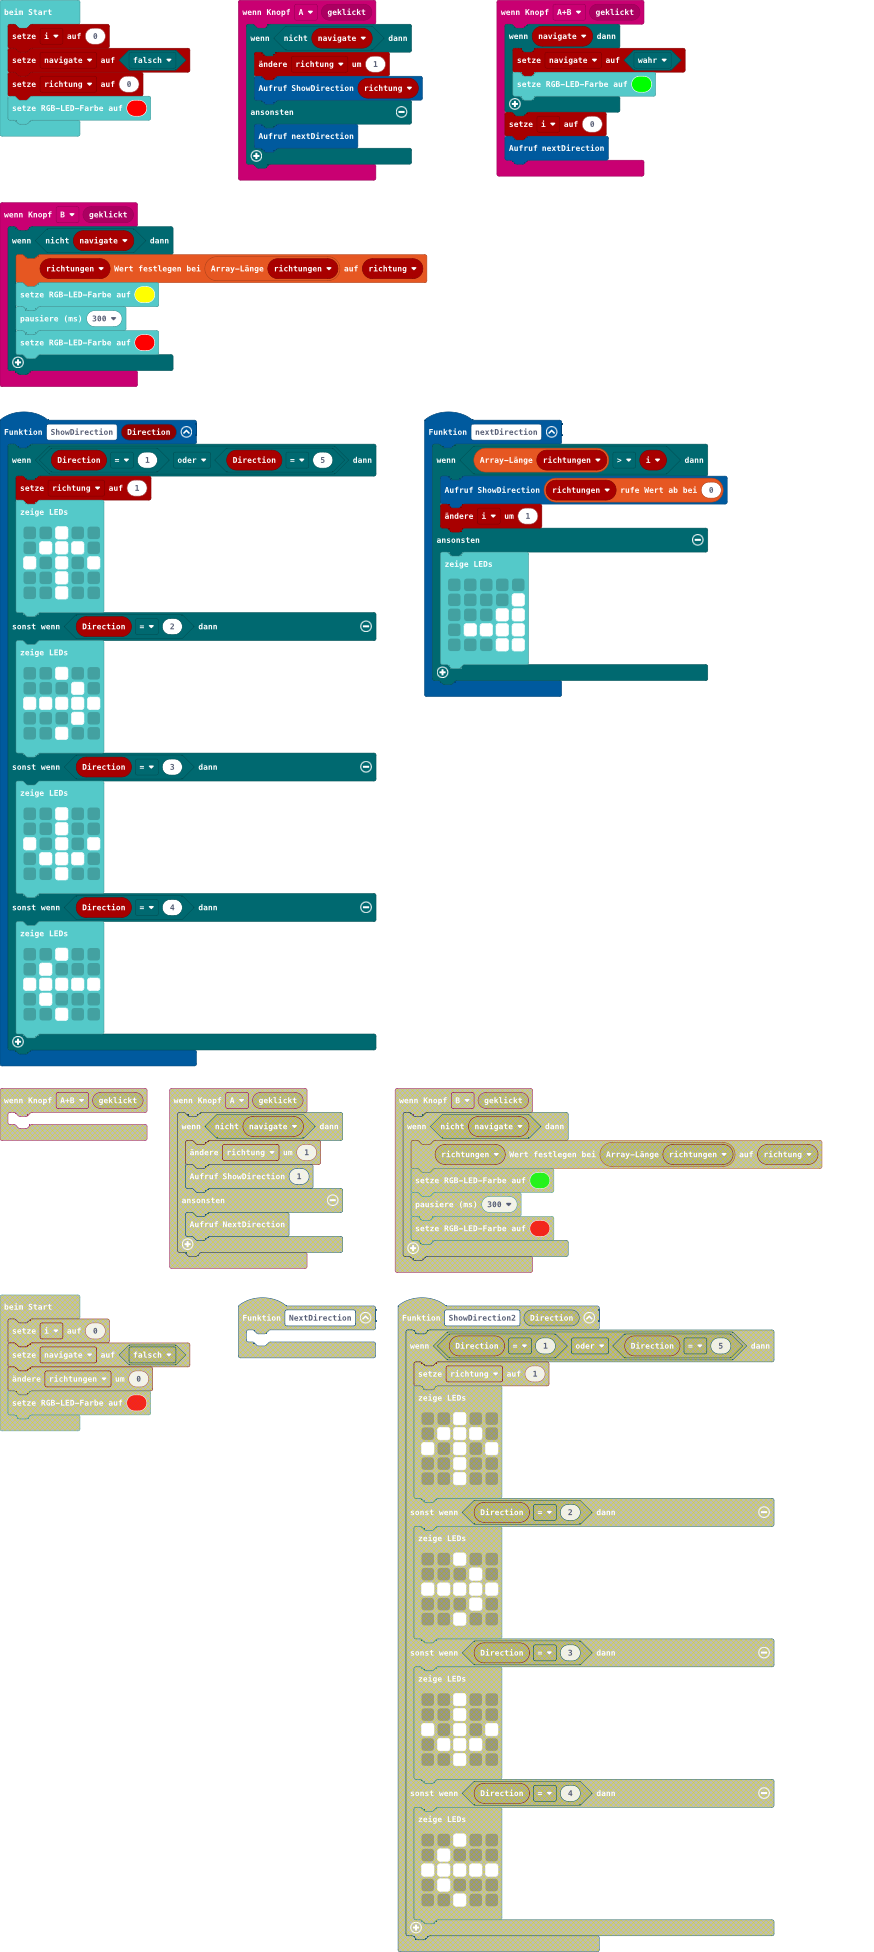 beim Start
setze i auf 0
setze navigate auf falsch
setze richtung auf 0
setze RGB-LED-Farbe auf
wenn Knopf A geklickt
wenn nicht navigate dann
ändere richtung um 1
Aufruf ShowDirection richtung
ansonsten
Aufruf nextDirection
wenn Knopf A+B geklickt
wenn navigate dann
setze navigate auf wahr
setze RGB-LED-Farbe auf
setze i auf 0
Aufruf nextDirection
wenn Knopf B geklickt
wenn nicht navigate dann
richtungen Wert festlegen bei Array-Länge richtungen auf richtung
setze RGB-LED-Farbe auf
pausiere (ms) 300
setze RGB-LED-Farbe auf
Funktion ShowDirection Direction
wenn Direction = 1 oder Direction = 5 dann
setze richtung auf 1
zeige LEDs
sonst wenn Direction = 2 dann
zeige LEDs
sonst wenn Direction = 3 dann
zeige LEDs
sonst wenn Direction = 4 dann
zeige LEDs
Funktion nextDirection
wenn Array-Länge richtungen > i dann
Aufruf ShowDirection richtungen rufe Wert ab bei 0
ändere i um 1
ansonsten
zeige LEDs
wenn Knopf A+B geklickt
wenn Knopf A geklickt
wenn nicht navigate dann
ändere richtung um 1
Aufruf ShowDirection 1
ansonsten
Aufruf NextDirection
wenn Knopf B geklickt
wenn nicht navigate dann
richtungen Wert festlegen bei Array-Länge richtungen auf richtung
setze RGB-LED-Farbe auf
pausiere (ms) 300
setze RGB-LED-Farbe auf
beim Start
setze i auf 0
setze navigate auf falsch
ändere richtungen um 0
setze RGB-LED-Farbe auf
Funktion NextDirection
Funktion ShowDirection2 Direction
wenn Direction = 1 oder Direction = 5 dann
setze richtung auf 1
zeige LEDs
sonst wenn Direction = 2 dann
zeige LEDs
sonst wenn Direction = 3 dann
zeige LEDs
sonst wenn Direction = 4 dann
zeige LEDs